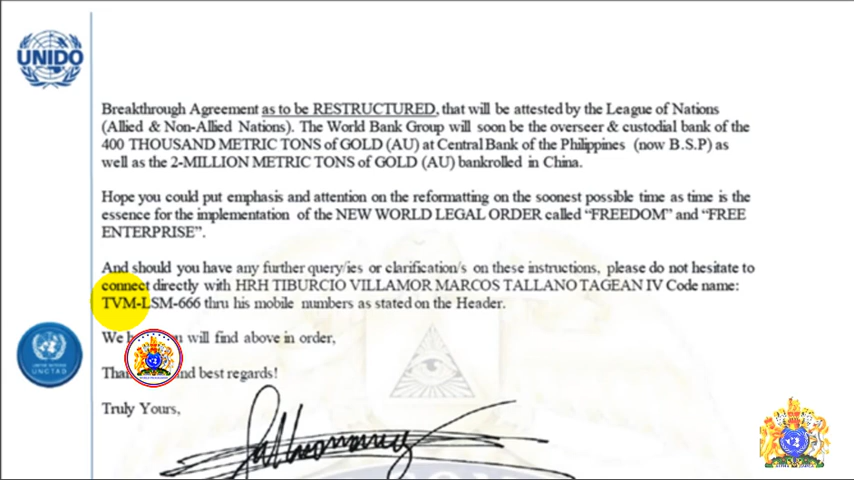 UNIDO
Breakthrough Agreement as to be RESTRUCTURED, that will be attested by the League of Nations
(Allied & Non-Allied Nations). The World Bank Group will soon be the overseer & custodial bank of the
400 THOUSAND METRIC TONS of GOLD (AU) at Central Bank of the Philippines (now B.S.P) as
well as the 2-MILLION METRIC TONS of GOLD (AU) bankrolled in China.
Hope you could put emphasis and attention on the reformatting on the soonest possible time as time is the
essence for the implementation of the NEW WORLD LEGAL ORDER called “FREEDOM” and “FREE
ENTERPRISE”.
And should you have any further query/ies or clarification/s on these instructions, please do not hesitate to
connect directly with HRH TIBURCIO VILLAMOR MARCOS TALLANO TAGEAN IV Code name:
TVM-LSM-666 thru his mobile numbers as stated on the Header.
We will find above in order,
and best regards!
Truly Yours,
UNITED NATIONS
UNCTAD